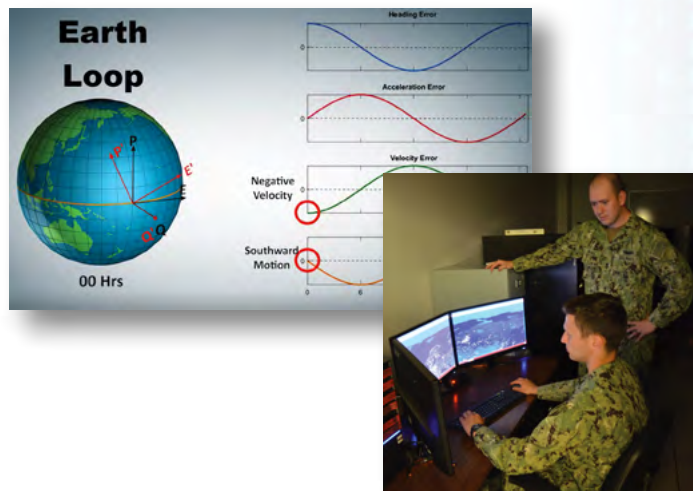 Earth
Loop
P'
P
E'
E
Q'
Q
00 Hrs
Heading Error
0
Acceleration Error
0
Velocity Error
0
Negative
Velocity
Southward
Motion
0
0
6